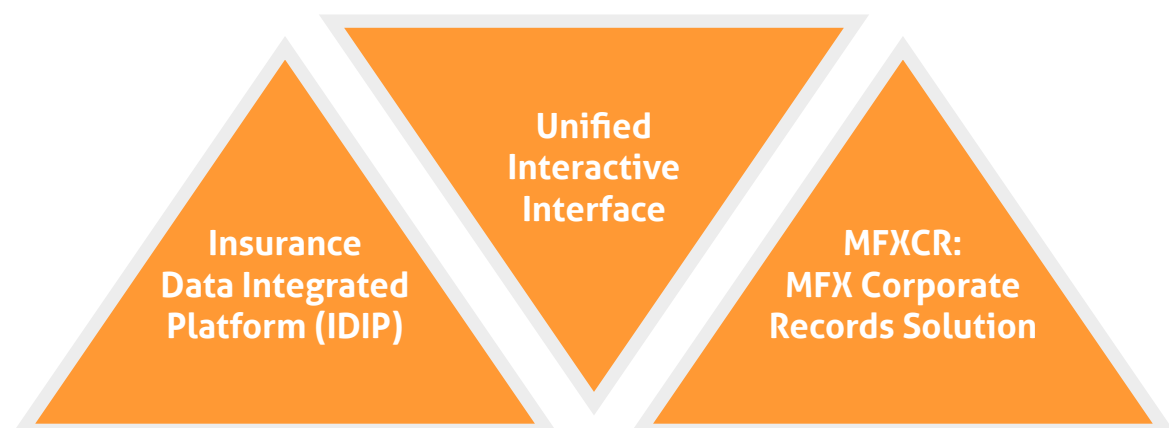 Insurance
Data Integrated
Platform (IDIP)
Unified
Interactive
Interface
MFXCR:
MFX Corporate
Records Solution